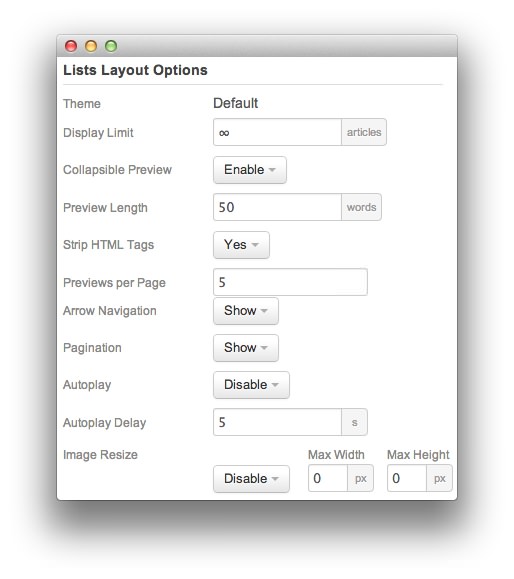 Lists Layout Options
Theme Default
Display Limit ∞ articles
Collapsible Preview Enable
Preview Length 50 words
Strip HTML Tags Yes
Previews per Page 5
Arrow Navigation Show
Pagination Show
Autoplay Disable
Autoplay Delay 5 s
Image Resize Max Width Max Height
Disable 0 px 0 px